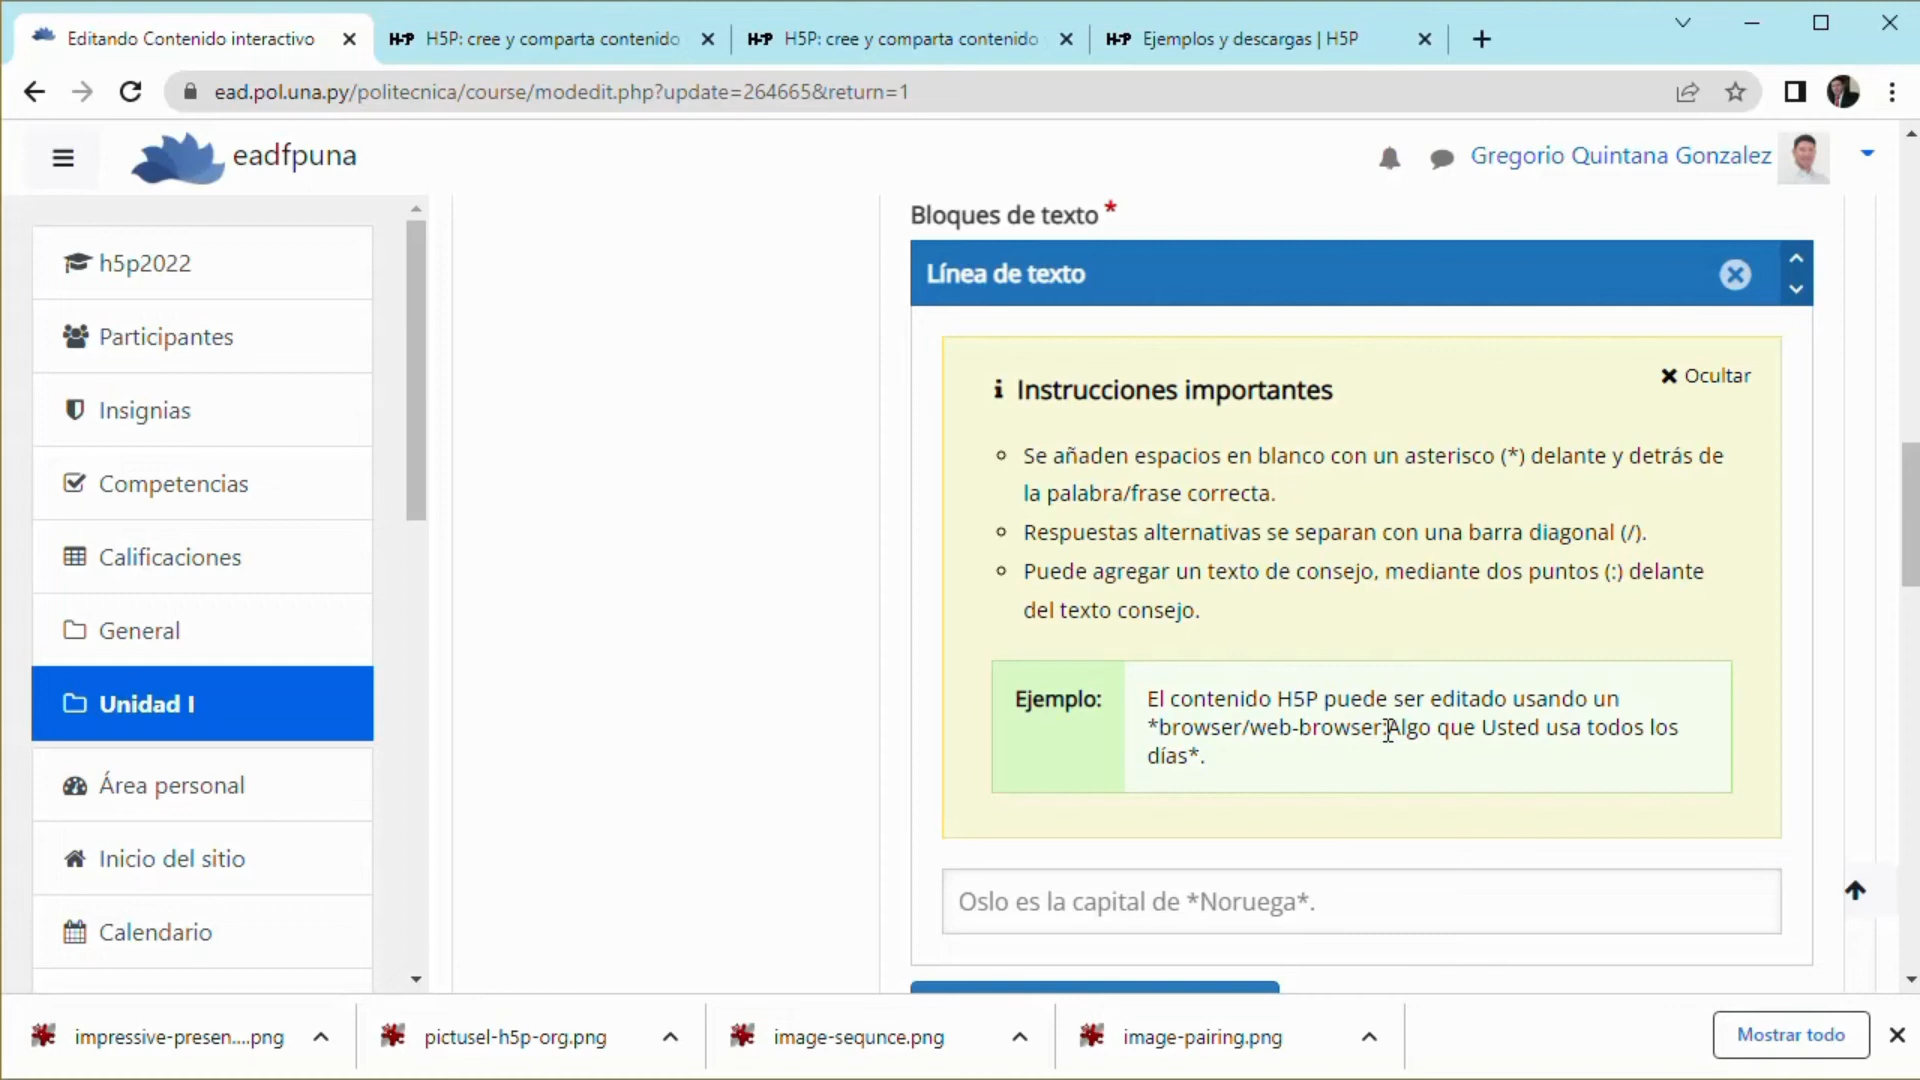 Editando Contenido interactivo
H5P: cree y comparta contenido
H5P: cree y comparta contenido
Ejemplos y descargas | H5P
ead.pol.una.py/politecnica/course/modedit.php?update=264665&return=1
eadfpuna
Gregorio Quintana Gonzalez
h5p2022
Participantes
Insignias
Competencias
Calificaciones
General
Unidad I
Área personal
Inicio del sitio
Calendario
Bloques de texto *
Línea de texto
Instrucciones importantes
Ocultar
Se añaden espacios en blanco con un asterisco (*) delante y detrás de
la palabra/frase correcta.
Respuestas alternativas se separan con una barra diagonal (/).
Puede agregar un texto de consejo, mediante dos puntos (:) delante
del texto consejo.
Ejemplo:
El contenido H5P puede ser editado usando un
*browser/web-browser:Algo que Usted usa todos los
días*.
Oslo es la capital de *Noruega*.
impressive-presen....png
pictusel-h5p-org.png
image-sequnce.png
image-pairing.png
Mostrar todo